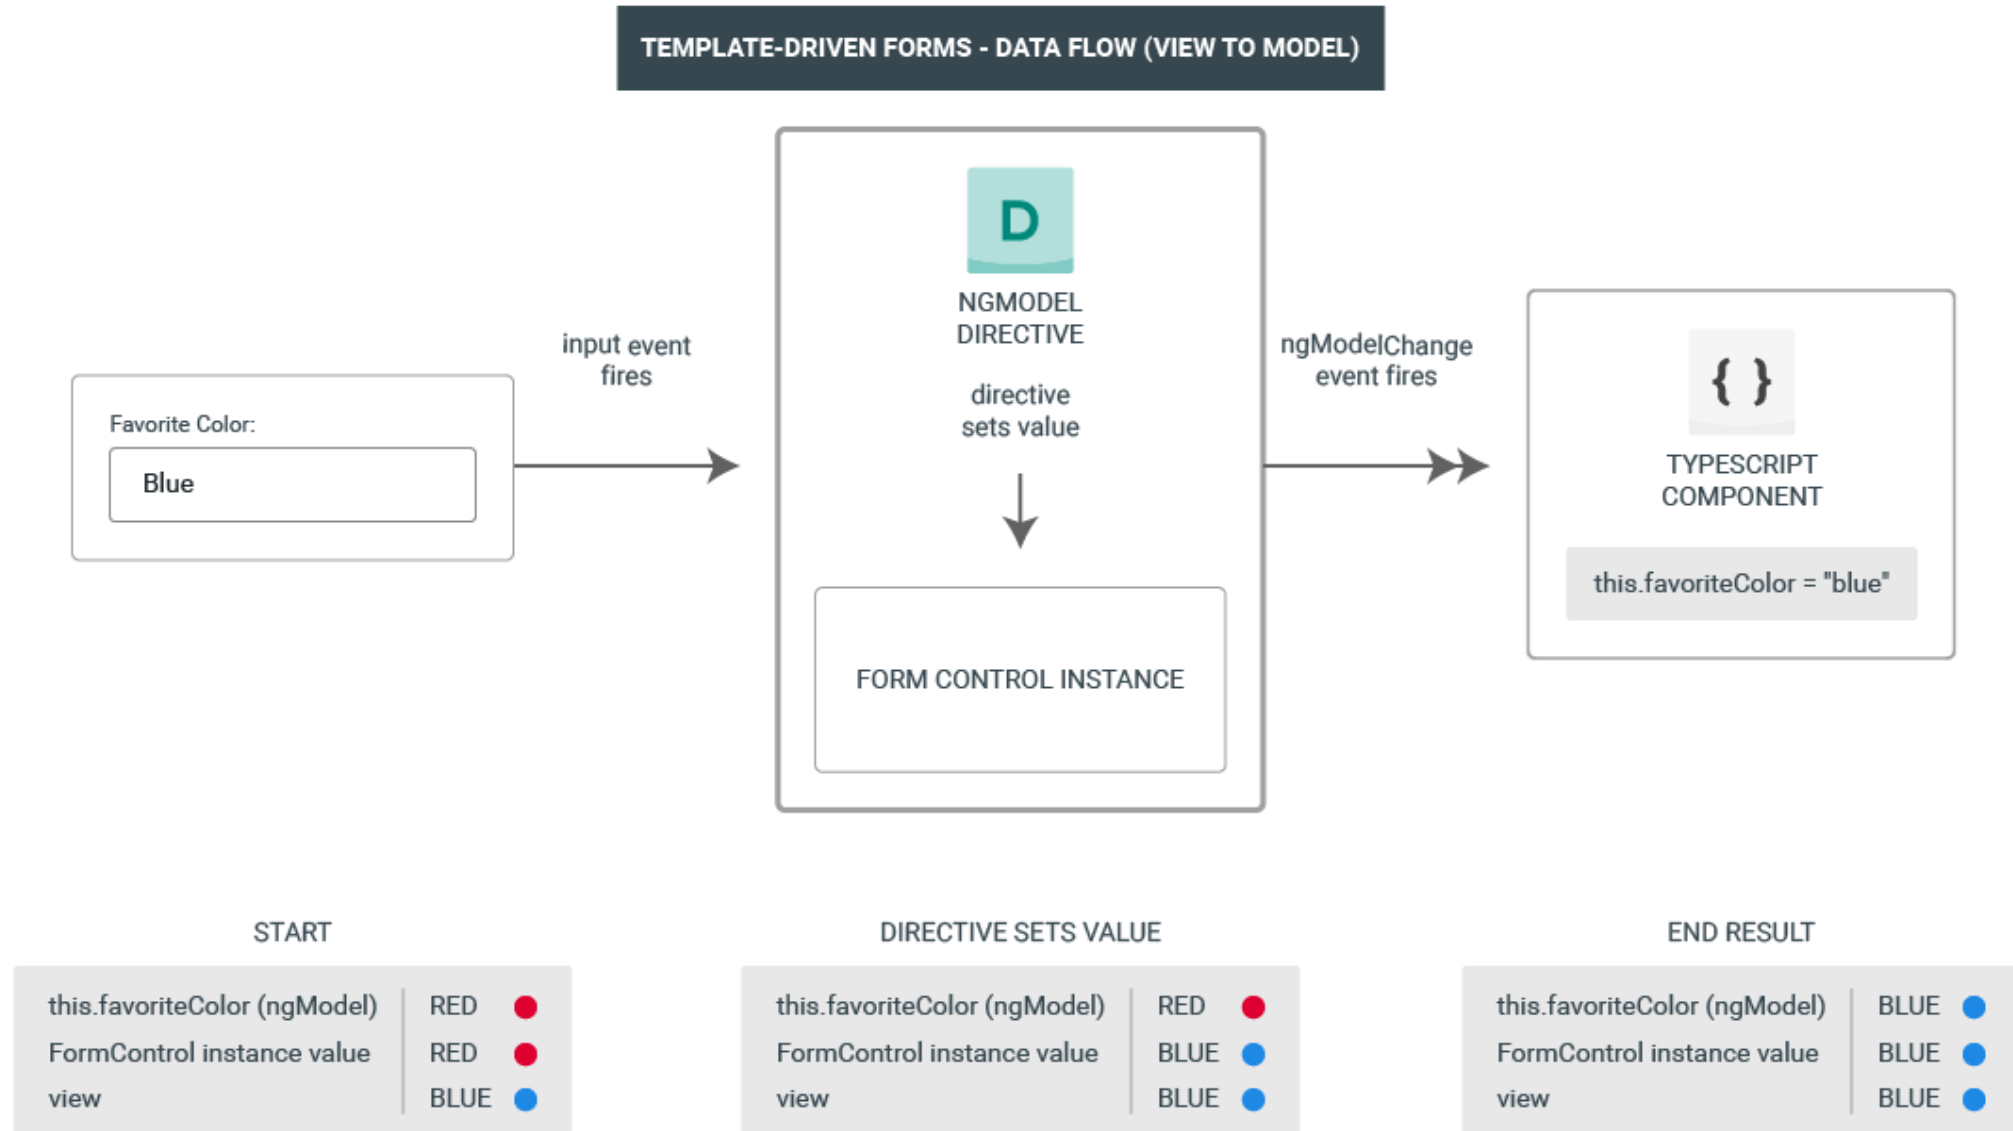 TEMPLATE-DRIVEN FORMS - DATA FLOW (VIEW TO MODEL)
Favorite Color:
Blue
input event
fires
D
NGMODEL
DIRECTIVE
directive
sets value
FORM CONTROL INSTANCE
ngModelChange
event fires
{ }
TYPESCRIPT
COMPONENT
this.favoriteColor = "blue"
START
this.favoriteColor (ngModel) RED
FormControl instance value RED
view BLUE
DIRECTIVE SETS VALUE
this.favoriteColor (ngModel) RED
FormControl instance value BLUE
view BLUE
END RESULT
this.favoriteColor (ngModel) BLUE
FormControl instance value BLUE
view BLUE